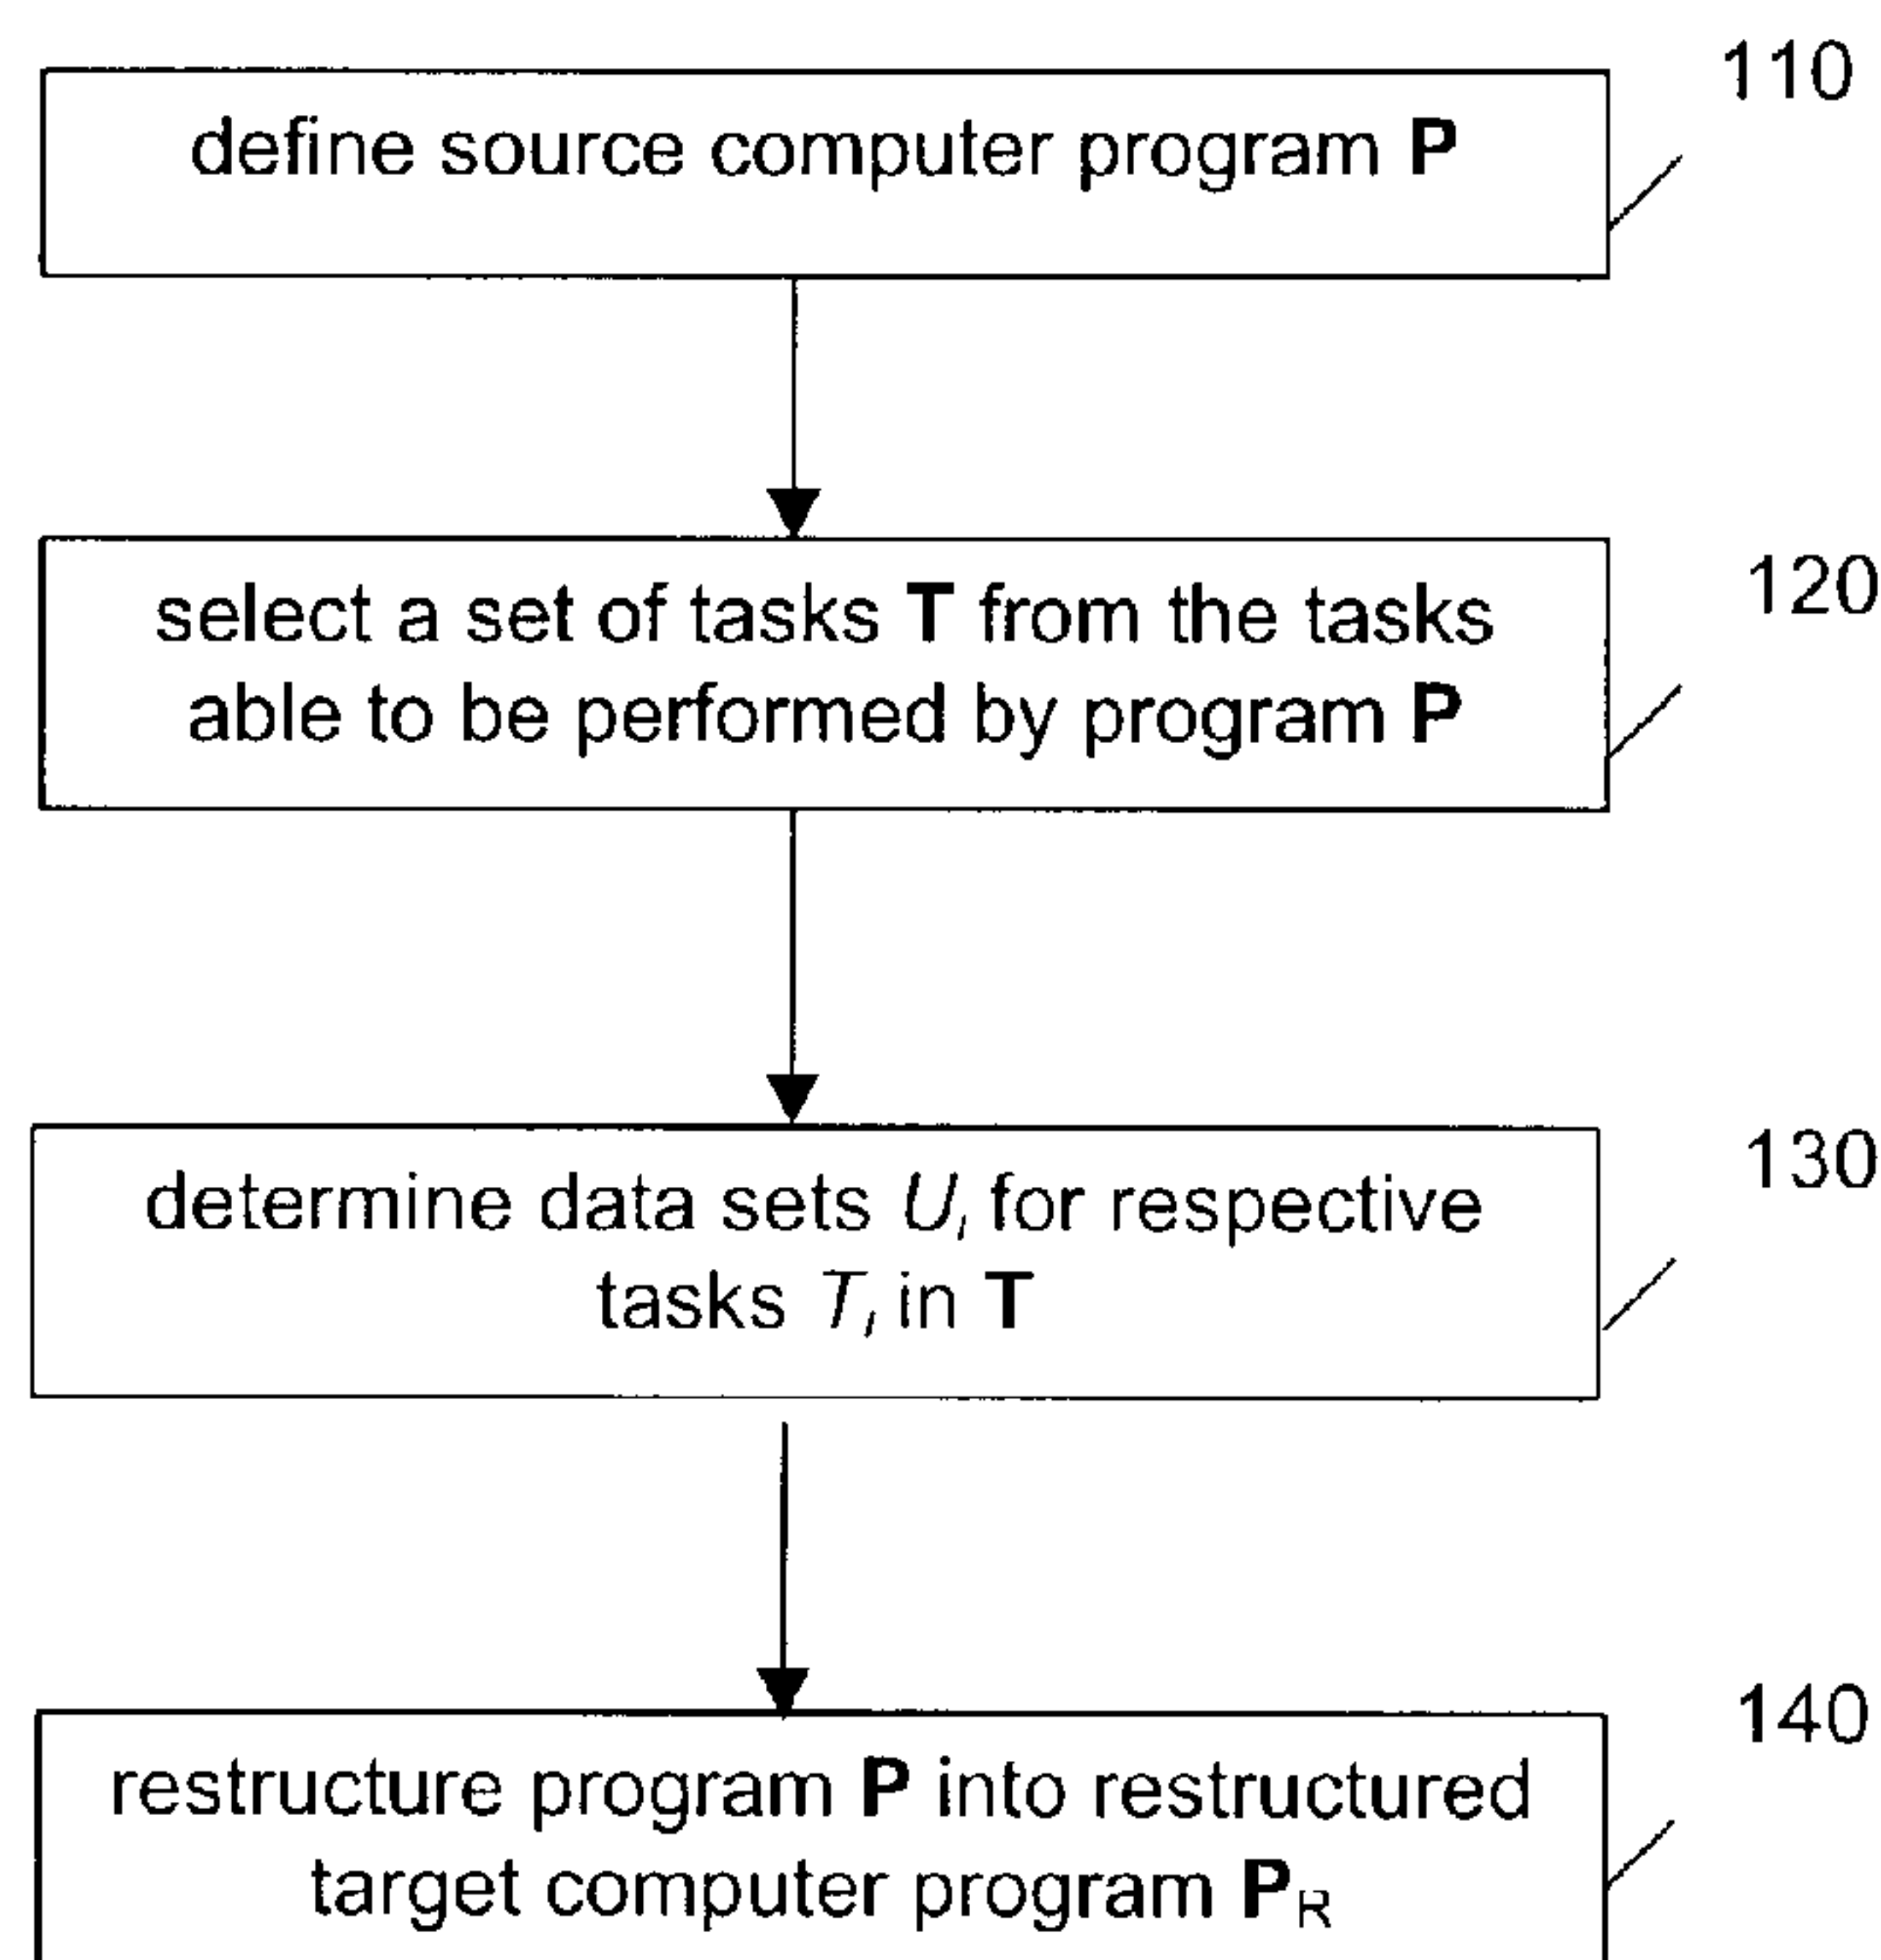 110
define source computer program P
120
select a set of tasks T from the tasks
able to be performed by program P
130
determine data sets Uᵢ for respective
tasks Tᵢ in T
140
restructure program P into restructured
target computer program P_R